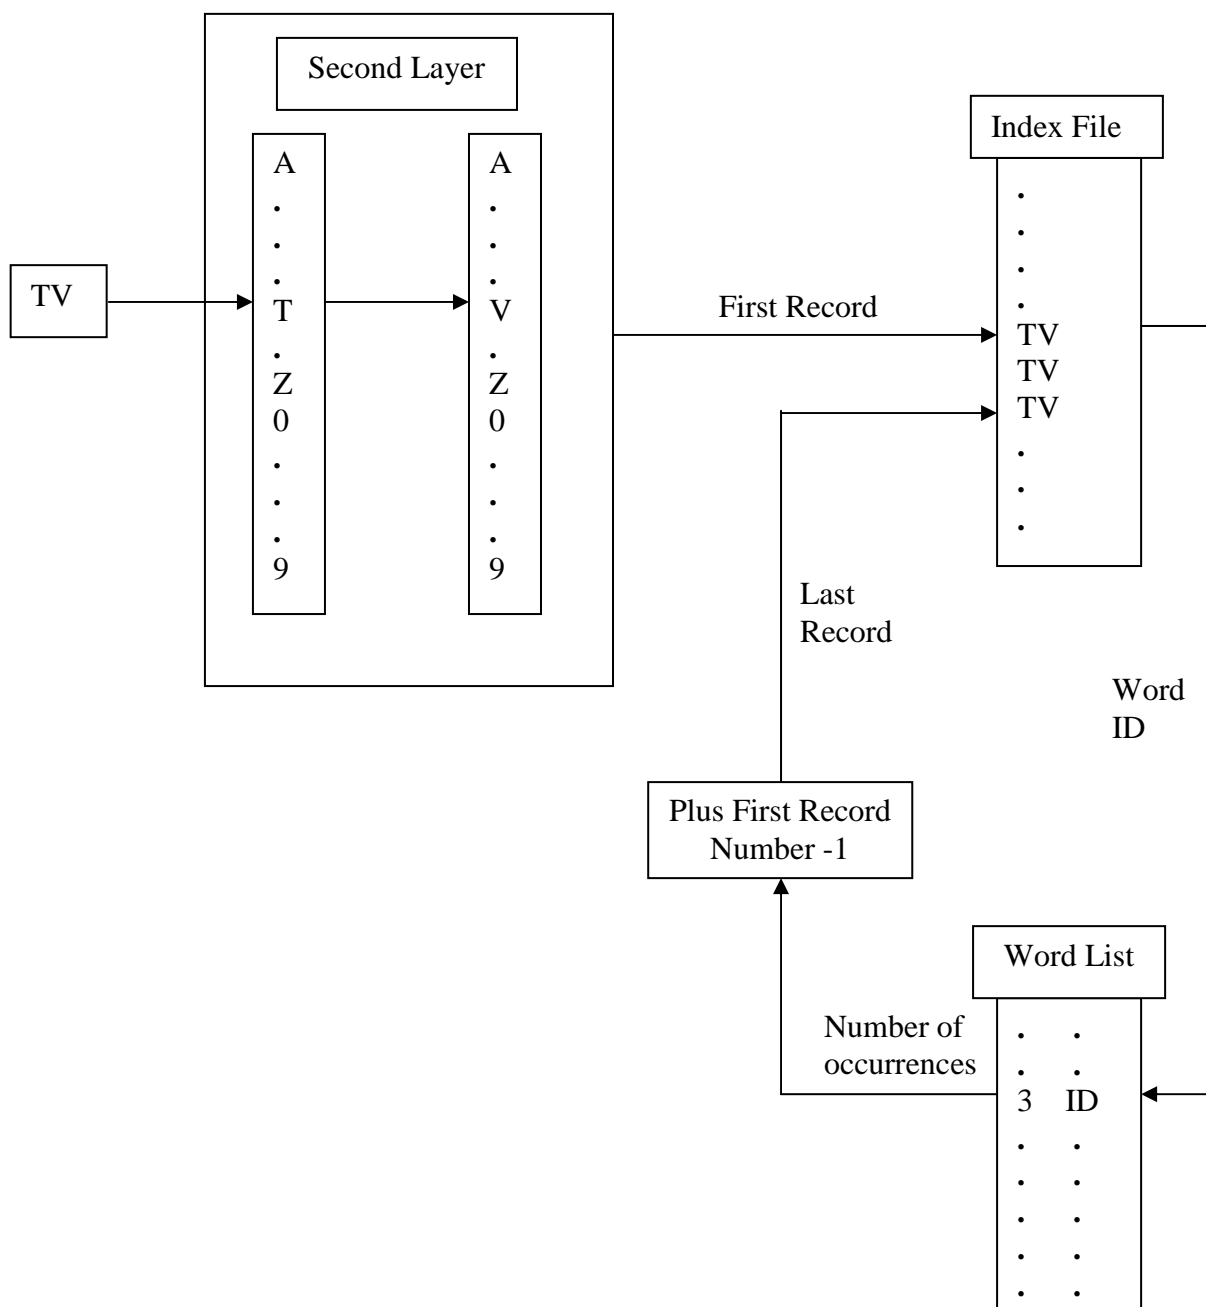 Second Layer
A
.
.
.
T
.
Z
0
.
.
.
9
A
.
.
.
V
.
Z
0
.
.
.
9
TV
First Record
Index File
.
.
.
.
TV
TV
TV
.
.
.
Last
Record
Word
ID
Plus First Record
Number -1
Number of
occurrences
Word List
. .
. .
3 ID
. .
. .
. .
. .
. .